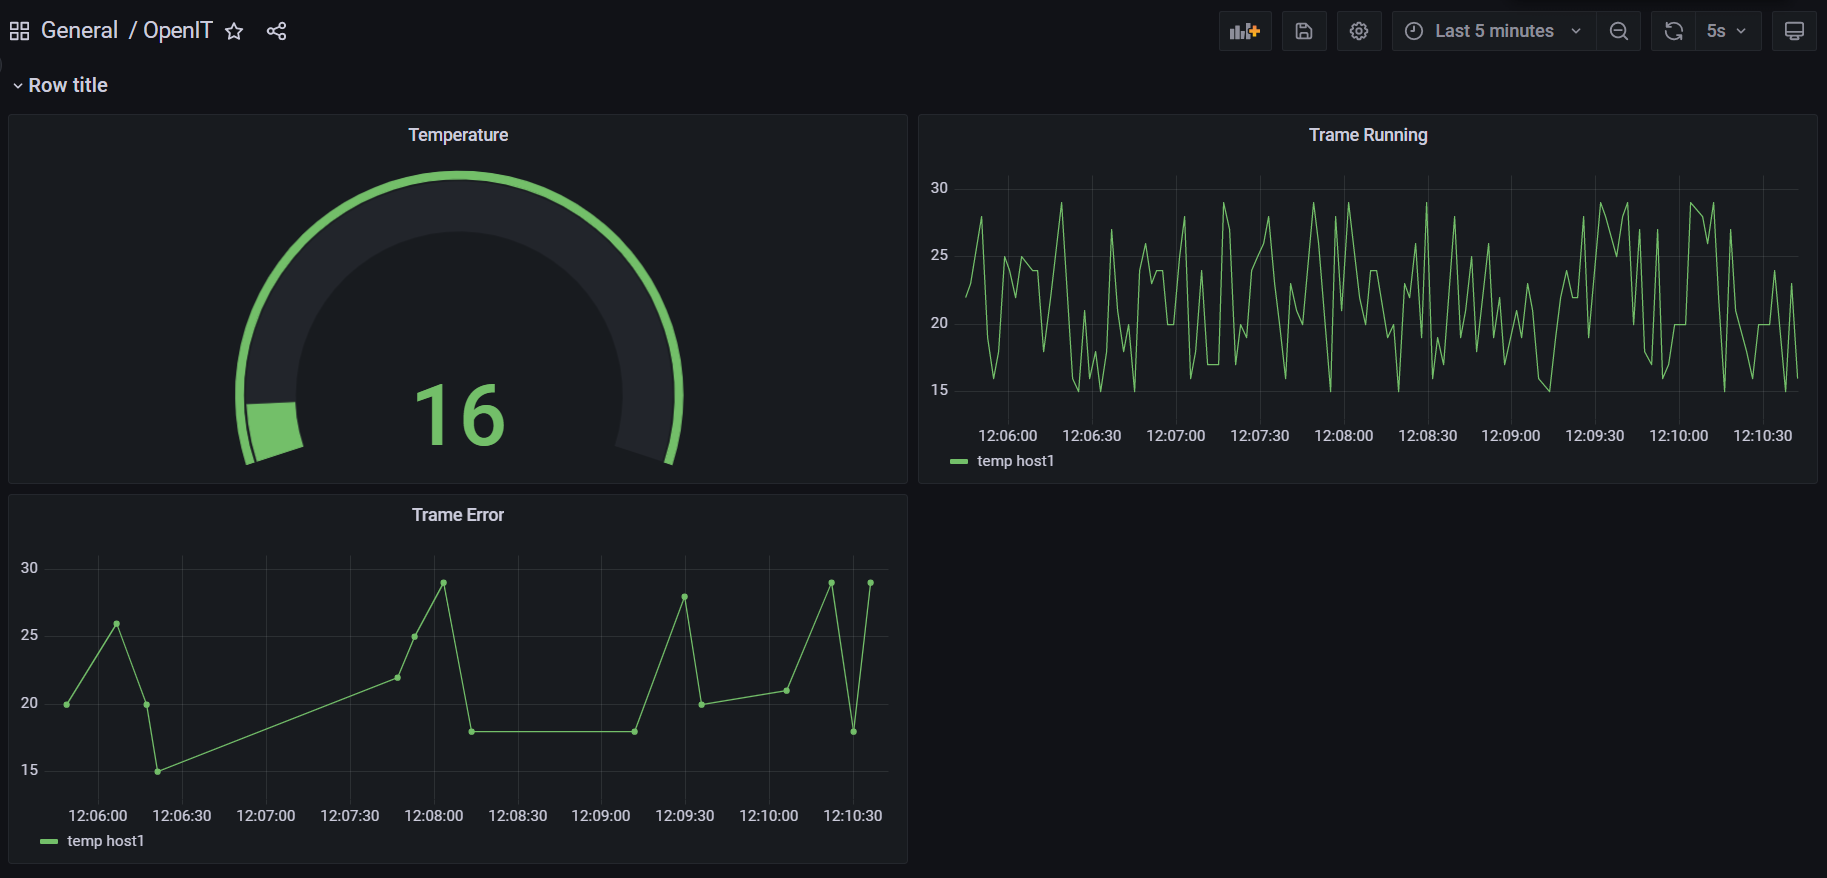 General / OpenIT
Last 5 minutes
5s
Row title
Temperature
16
Trame Running
30
25
20
15
12:06:00 12:06:30 12:07:00 12:07:30 12:08:00 12:08:30 12:09:00 12:09:30 12:10:00 12:10:30
temp host1
Trame Error
30
25
20
15
12:06:00 12:06:30 12:07:00 12:07:30 12:08:00 12:08:30 12:09:00 12:09:30 12:10:00 12:10:30
temp host1